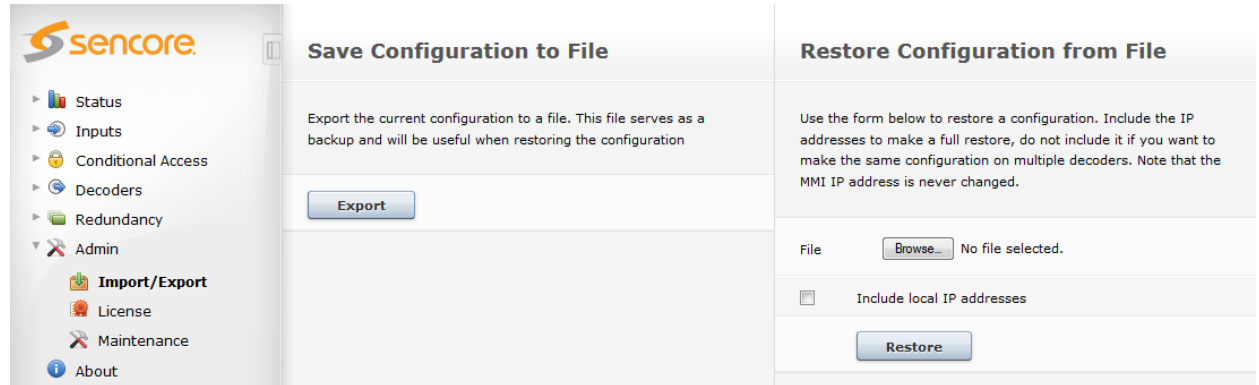 sencore
Status
Inputs
Conditional Access
Decoders
Redundancy
Admin
Import/Export
License
Maintenance
About
Save Configuration to File
Export the current configuration to a file. This file serves as a
backup and will be useful when restoring the configuration
Export
Restore Configuration from File
Use the form below to restore a configuration. Include the IP
addresses to make a full restore, do not include it if you want to
make the same configuration on multiple decoders. Note that the
MMI IP address is never changed.
File Browse... No file selected.
Include local IP addresses
Restore